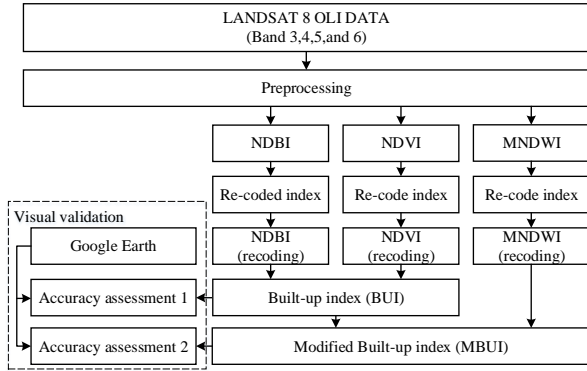 LANDSAT 8 OLI DATA
(Band 3,4,5,and 6)
Preprocessing
NDBI
NDVI
MNDWI
Re-coded index
Re-code index
Re-code index
Visual validation
Google Earth
NDBI
(recoding)
NDVI
(recoding)
MNDWI
(recoding)
Accuracy assessment 1
Built-up index (BUI)
Accuracy assessment 2
Modified Built-up index (MBUI)